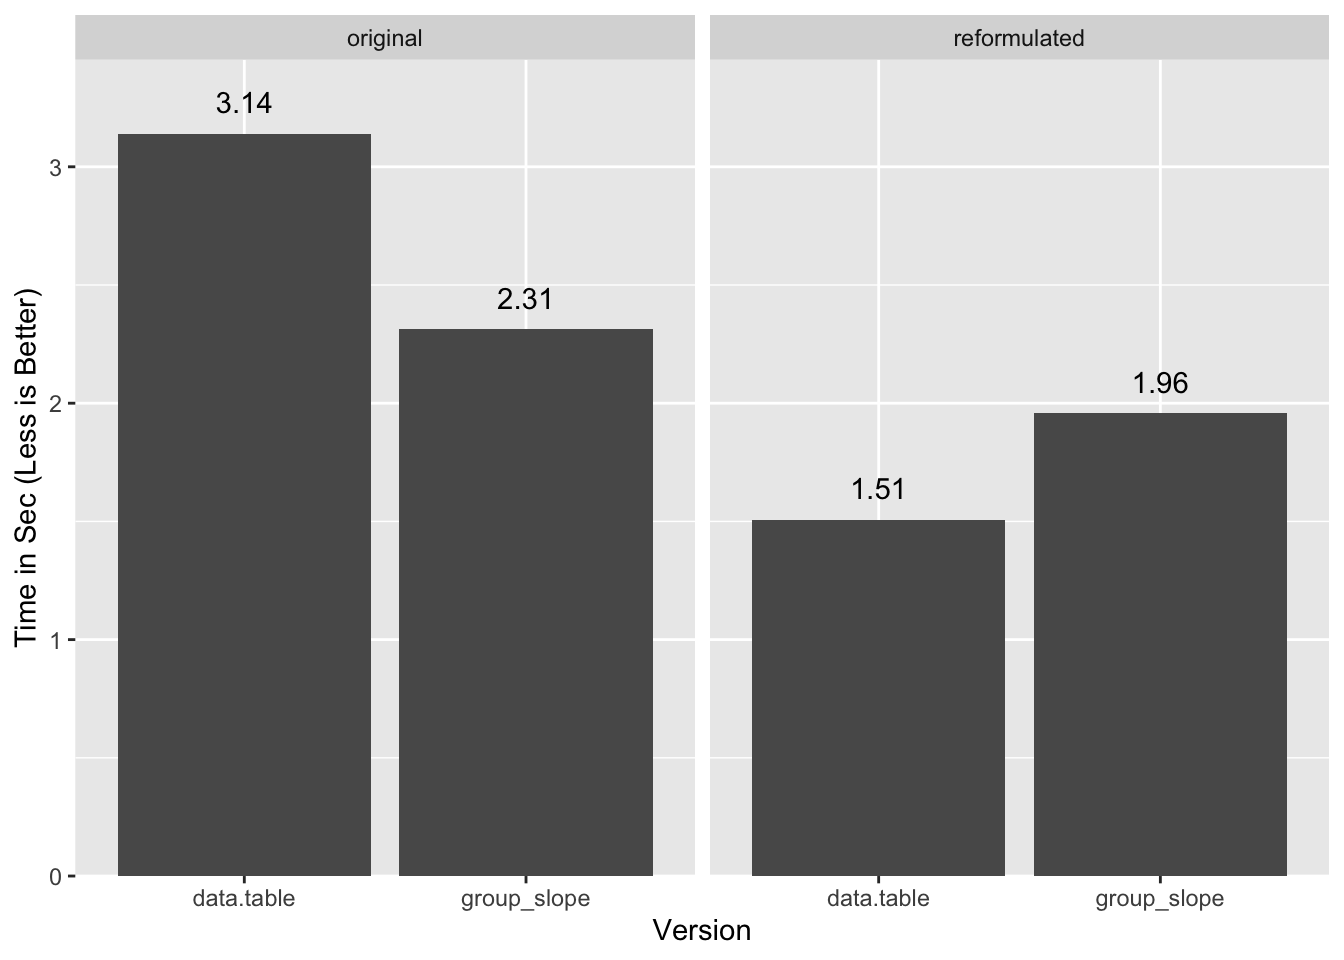 original
reformulated
3.14
2.31
1.96
1.51
Time in Sec (Less is Better)
3
2
1
0
data.table
group_slope
data.table
group_slope
Version